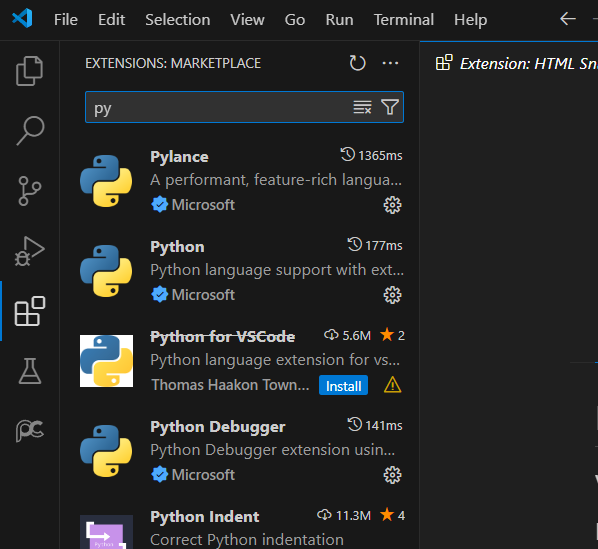 File Edit Selection View Go Run Terminal Help
EXTENSIONS: MARKETPLACE
Extension: HTML Sn
py
Pylance 1365ms
A performant, feature-rich langua...
Microsoft
Python 177ms
Python language support with ext...
Microsoft
Python for VSCode 5.6M 2
Python language extension for vs...
Thomas Haakon Town... Install
Python Debugger 141ms
Python Debugger extension usin...
Microsoft
Python Indent 11.3M 4
Python
Correct Python indentation